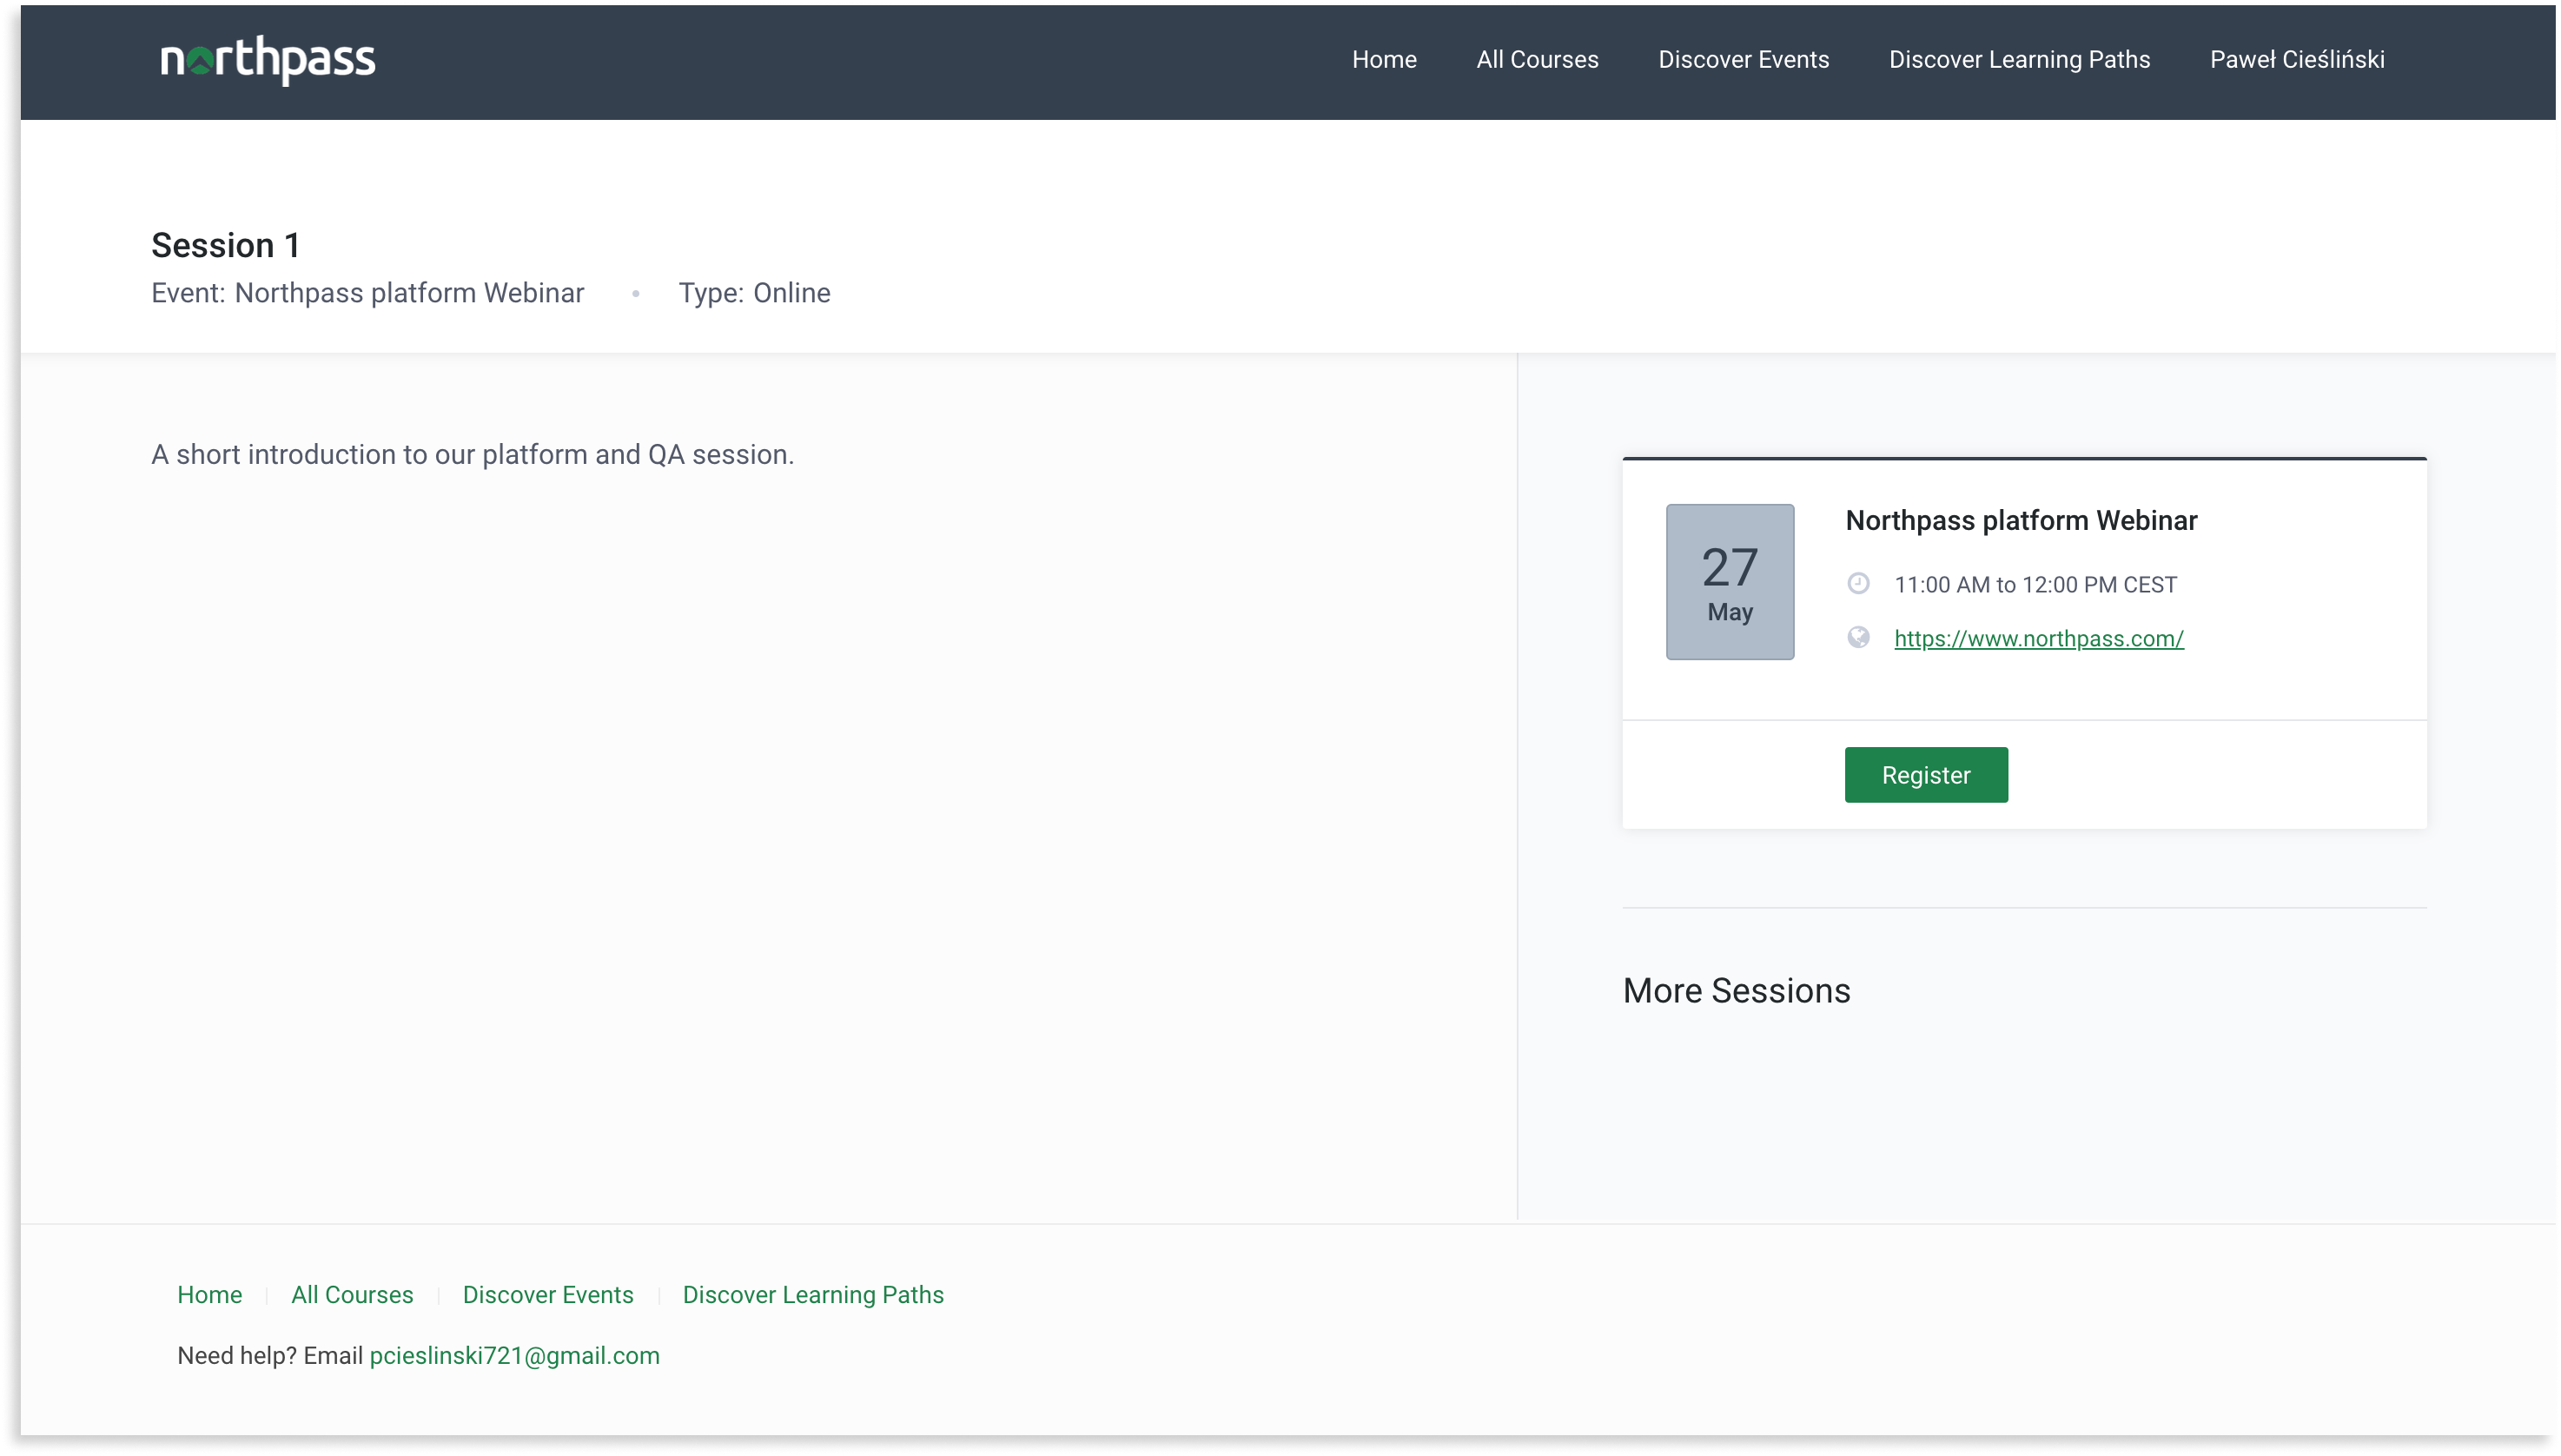 northpass
Home All Courses Discover Events Discover Learning Paths Paweł Cieśliński
Session 1
Event: Northpass platform Webinar • Type: Online
A short introduction to our platform and QA session.
27
May
Northpass platform Webinar
11:00 AM to 12:00 PM CEST
https://www.northpass.com/
Register
More Sessions
Home | All Courses | Discover Events | Discover Learning Paths
Need help? Email pcieslinski721@gmail.com